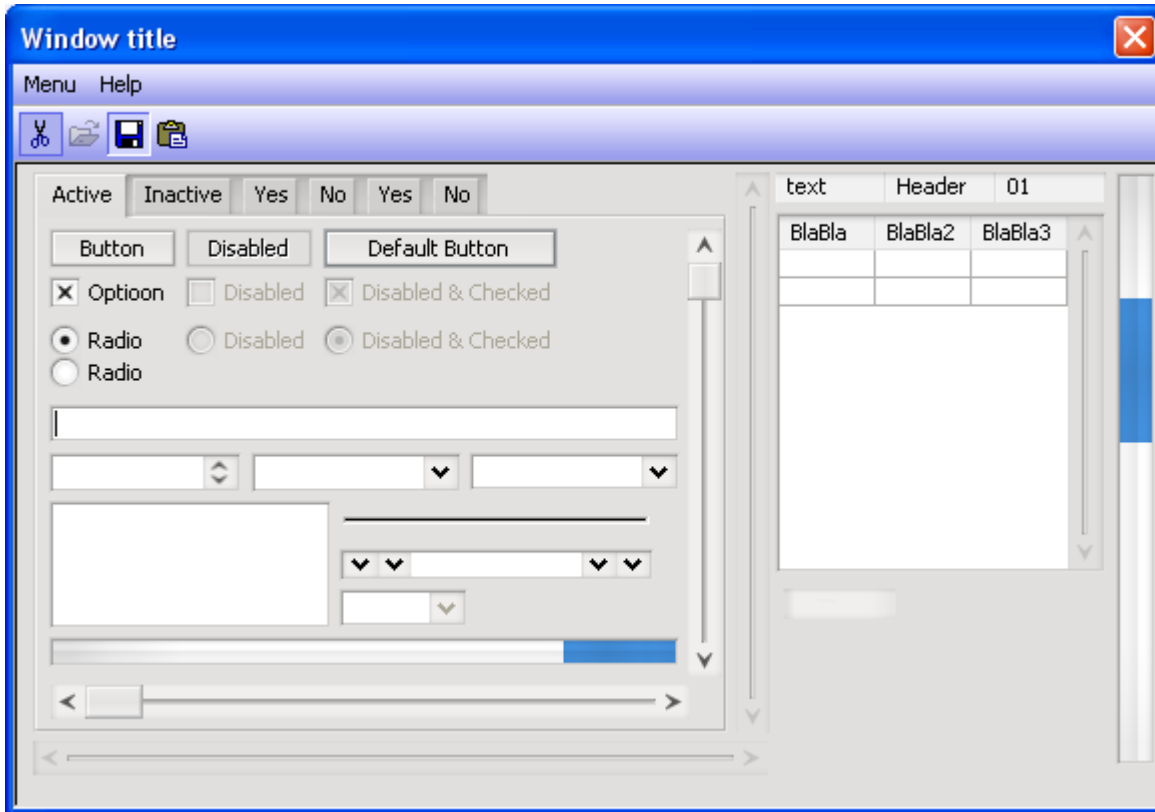 Window title
Menu Help
Active Inactive Yes No Yes No
Button Disabled Default Button
Optioon Disabled Disabled & Checked
Radio Disabled Disabled & Checked
Radio
text Header 01
BlaBla BlaBla2 BlaBla3